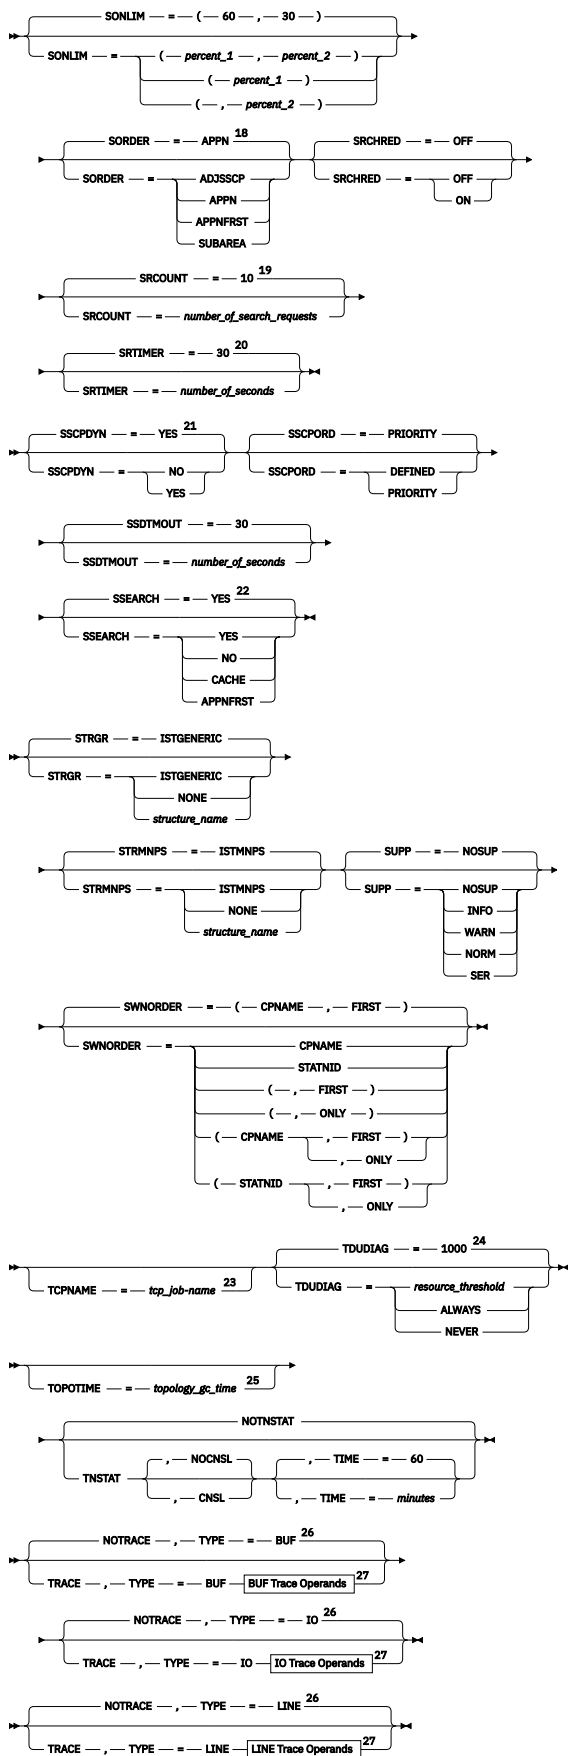 SONLIM — = — ( — 60 — , — 30 — )
SONLIM — = — ( — percent_1 — , — percent_2 — )
( — percent_1 — )
( — , — percent_2 — )
SORDER — = — APPN 18
SRCHRED — = — OFF
SORDER — = — ADJSSCP
SRCHRED — = — OFF
APPN
ON
APPNFRST
SUBAREA
SRCOUNT — = — 10 19
SRCOUNT — = — number_of_search_requests
SRTIMER — = — 30 20
SRTIMER — = — number_of_seconds
SSCPDYN — = — YES 21
SSCPORD — = — PRIORITY
SSCPDYN — = — NO
SSCPORD — = — DEFINED
YES
PRIORITY
SSDTMOUT — = — 30
SSDTMOUT — = — number_of_seconds
SSEARCH — = — YES 22
SSEARCH — = — YES
NO
CACHE
APPNFRST
STRGR — = — ISTGENERIC
STRGR — = — ISTGENERIC
NONE
structure_name
STRMNPS — = — ISTMNPS
SUPP — = — NOSUP
STRMNPS — = — ISTMNPS
SUPP — = — NOSUP
NONE
INFO
structure_name
WARN
NORM
SER
SWNORDER — = — ( — CPNAME — , — FIRST — )
SWNORDER — = — CPNAME
STATNID
( — , — FIRST — )
( — , — ONLY — )
( — CPNAME — , — FIRST — )
, — ONLY
( — STATNID — , — FIRST — )
, — ONLY
TDUDIAG — = — 1000 24
TCPNAME — = — tcp_job-name 23
TDUDIAG — = — resource_threshold
ALWAYS
NEVER
TOPOTIME — = — topology_gc_time 25
NOTNSTAT
TNSTAT
, — NOCNSL
, — TIME — = — 60
, — CNSL
, — TIME — = — minutes
NOTRACE — , — TYPE — = — BUF 26
TRACE — , — TYPE — = — BUF — BUF Trace Operands 27
NOTRACE — , — TYPE — = — IO 26
TRACE — , — TYPE — = — IO — IO Trace Operands 27
NOTRACE — , — TYPE — = — LINE 26
TRACE — , — TYPE — = — LINE — LINE Trace Operands 27